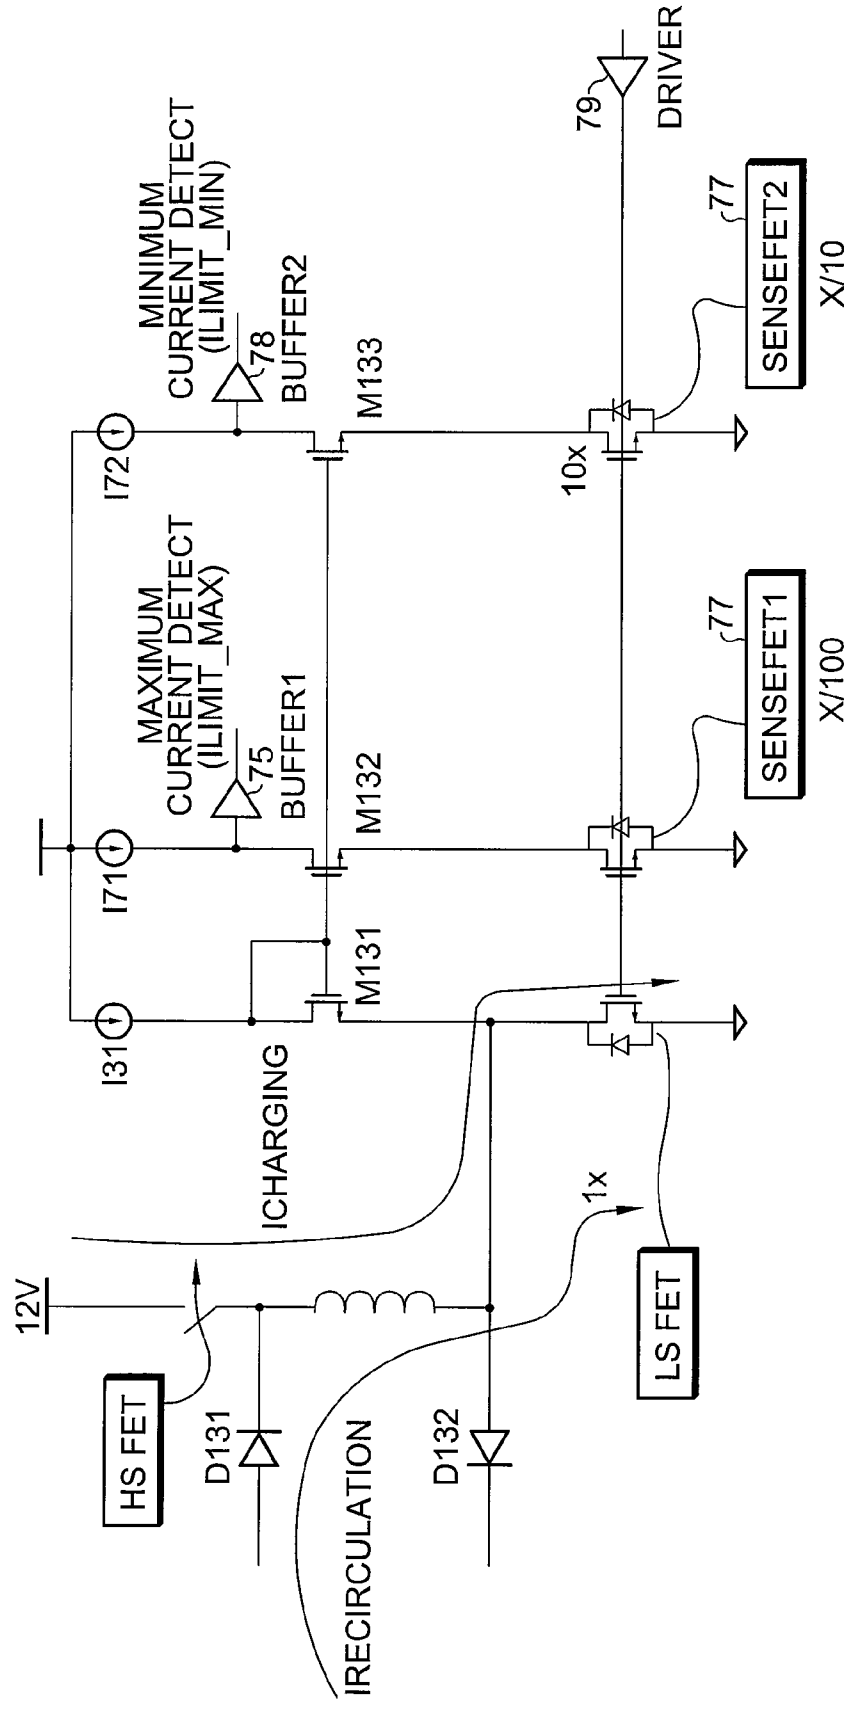 12V
HS FET
D131
IRECIRCULATION
D132
ICHARGING
1x
LS FET
I31
M131
I71
MAXIMUM
CURRENT DETECT
(ILIMIT_MAX)
75
BUFFER1
M132
77
SENSEFET1
X/100
I72
MINIMUM
CURRENT DETECT
(ILIMIT_MIN)
78
BUFFER2
M133
10x
77
SENSEFET2
X/10
79
DRIVER